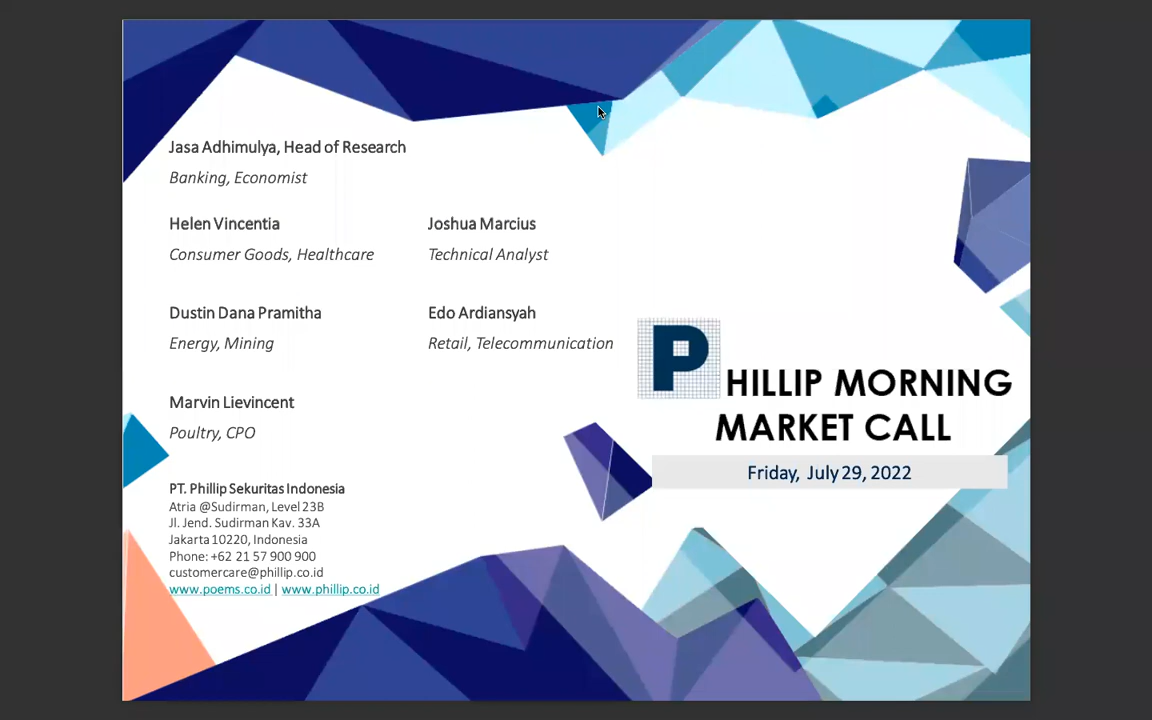 Jasa Adhimulya, Head of Research
Banking, Economist
Helen Vincentia
Consumer Goods, Healthcare
Joshua Marcius
Technical Analyst
Dustin Dana Pramitha
Energy, Mining
Edo Ardiansyah
Retail, Telecommunication
Marvin Lievincent
Poultry, CPO
PT. Phillip Sekuritas Indonesia
Atria @Sudirman, Level 23B
Jl. Jend. Sudirman Kav. 33A
Jakarta 10220, Indonesia
Phone: +62 21 57 900 900
customercare@phillip.co.id
www.poems.co.id | www.phillip.co.id
PHILLIP MORNING
MARKET CALL
Friday, July 29, 2022